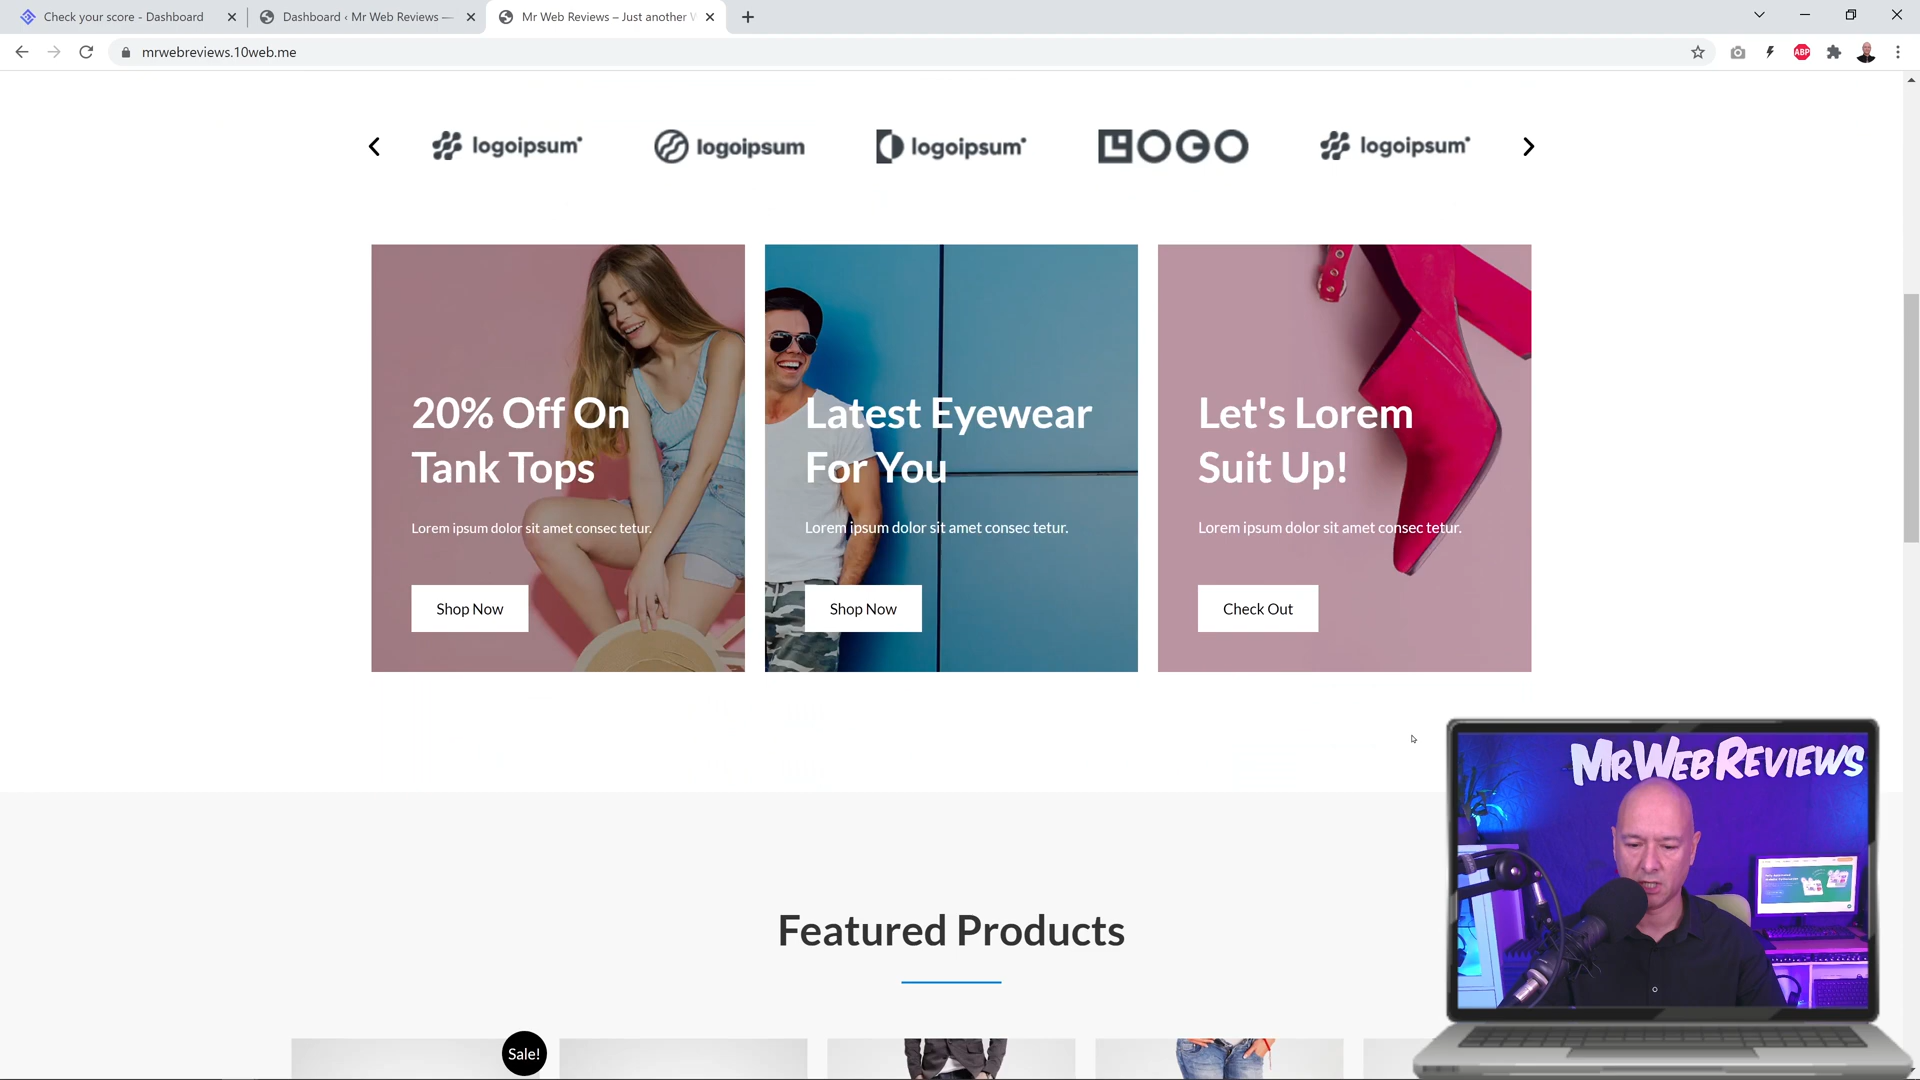 Check your score - Dashboard
Dashboard ‹ Mr Web Reviews —
Mr Web Reviews – Just another W
mrwebreviews.10web.me
ABP
logoipsum
logoipsum
logoipsum
LOGO
logoipsum
20% Off On
Tank Tops
Lorem ipsum dolor sit amet consec tetur.
Shop Now
Latest Eyewear
For You
Lorem ipsum dolor sit amet consec tetur.
Shop Now
Let's Lorem
Suit Up!
Lorem ipsum dolor sit amet consec tetur.
Check Out
MrWebReviews
Featured Products
Sale!